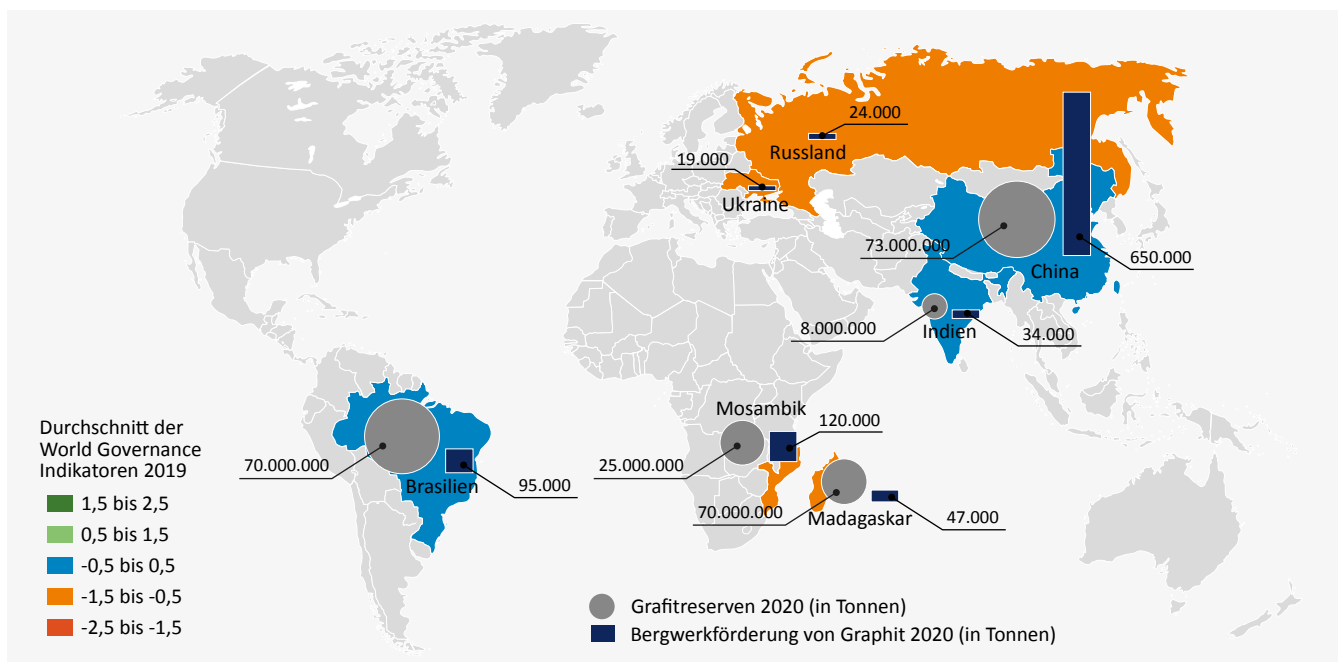 24.000
Russland
19.000
Ukraine
73.000.000
China
650.000
8.000.000
Indien
34.000
Mosambik
120.000
25.000.000
70.000.000
Madagaskar
47.000
70.000.000
Brasilien
95.000
Durchschnitt der
World Governance
Indikatoren 2019
1,5 bis 2,5
0,5 bis 1,5
-0,5 bis 0,5
-1,5 bis -0,5
-2,5 bis -1,5
Grafitreserven 2020 (in Tonnen)
Bergwerkförderung von Graphit 2020 (in Tonnen)